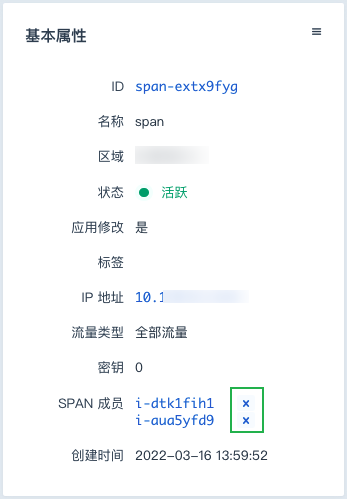 基本属性
ID span-extx9fyg
名称 span
区域
状态 活跃
应用修改 是
标签
IP 地址 10.1
流量类型 全部流量
密钥 0
SPAN 成员 i-dtk1fih1 ×
i-aua5yfd9 ×
创建时间 2022-03-16 13:59:52